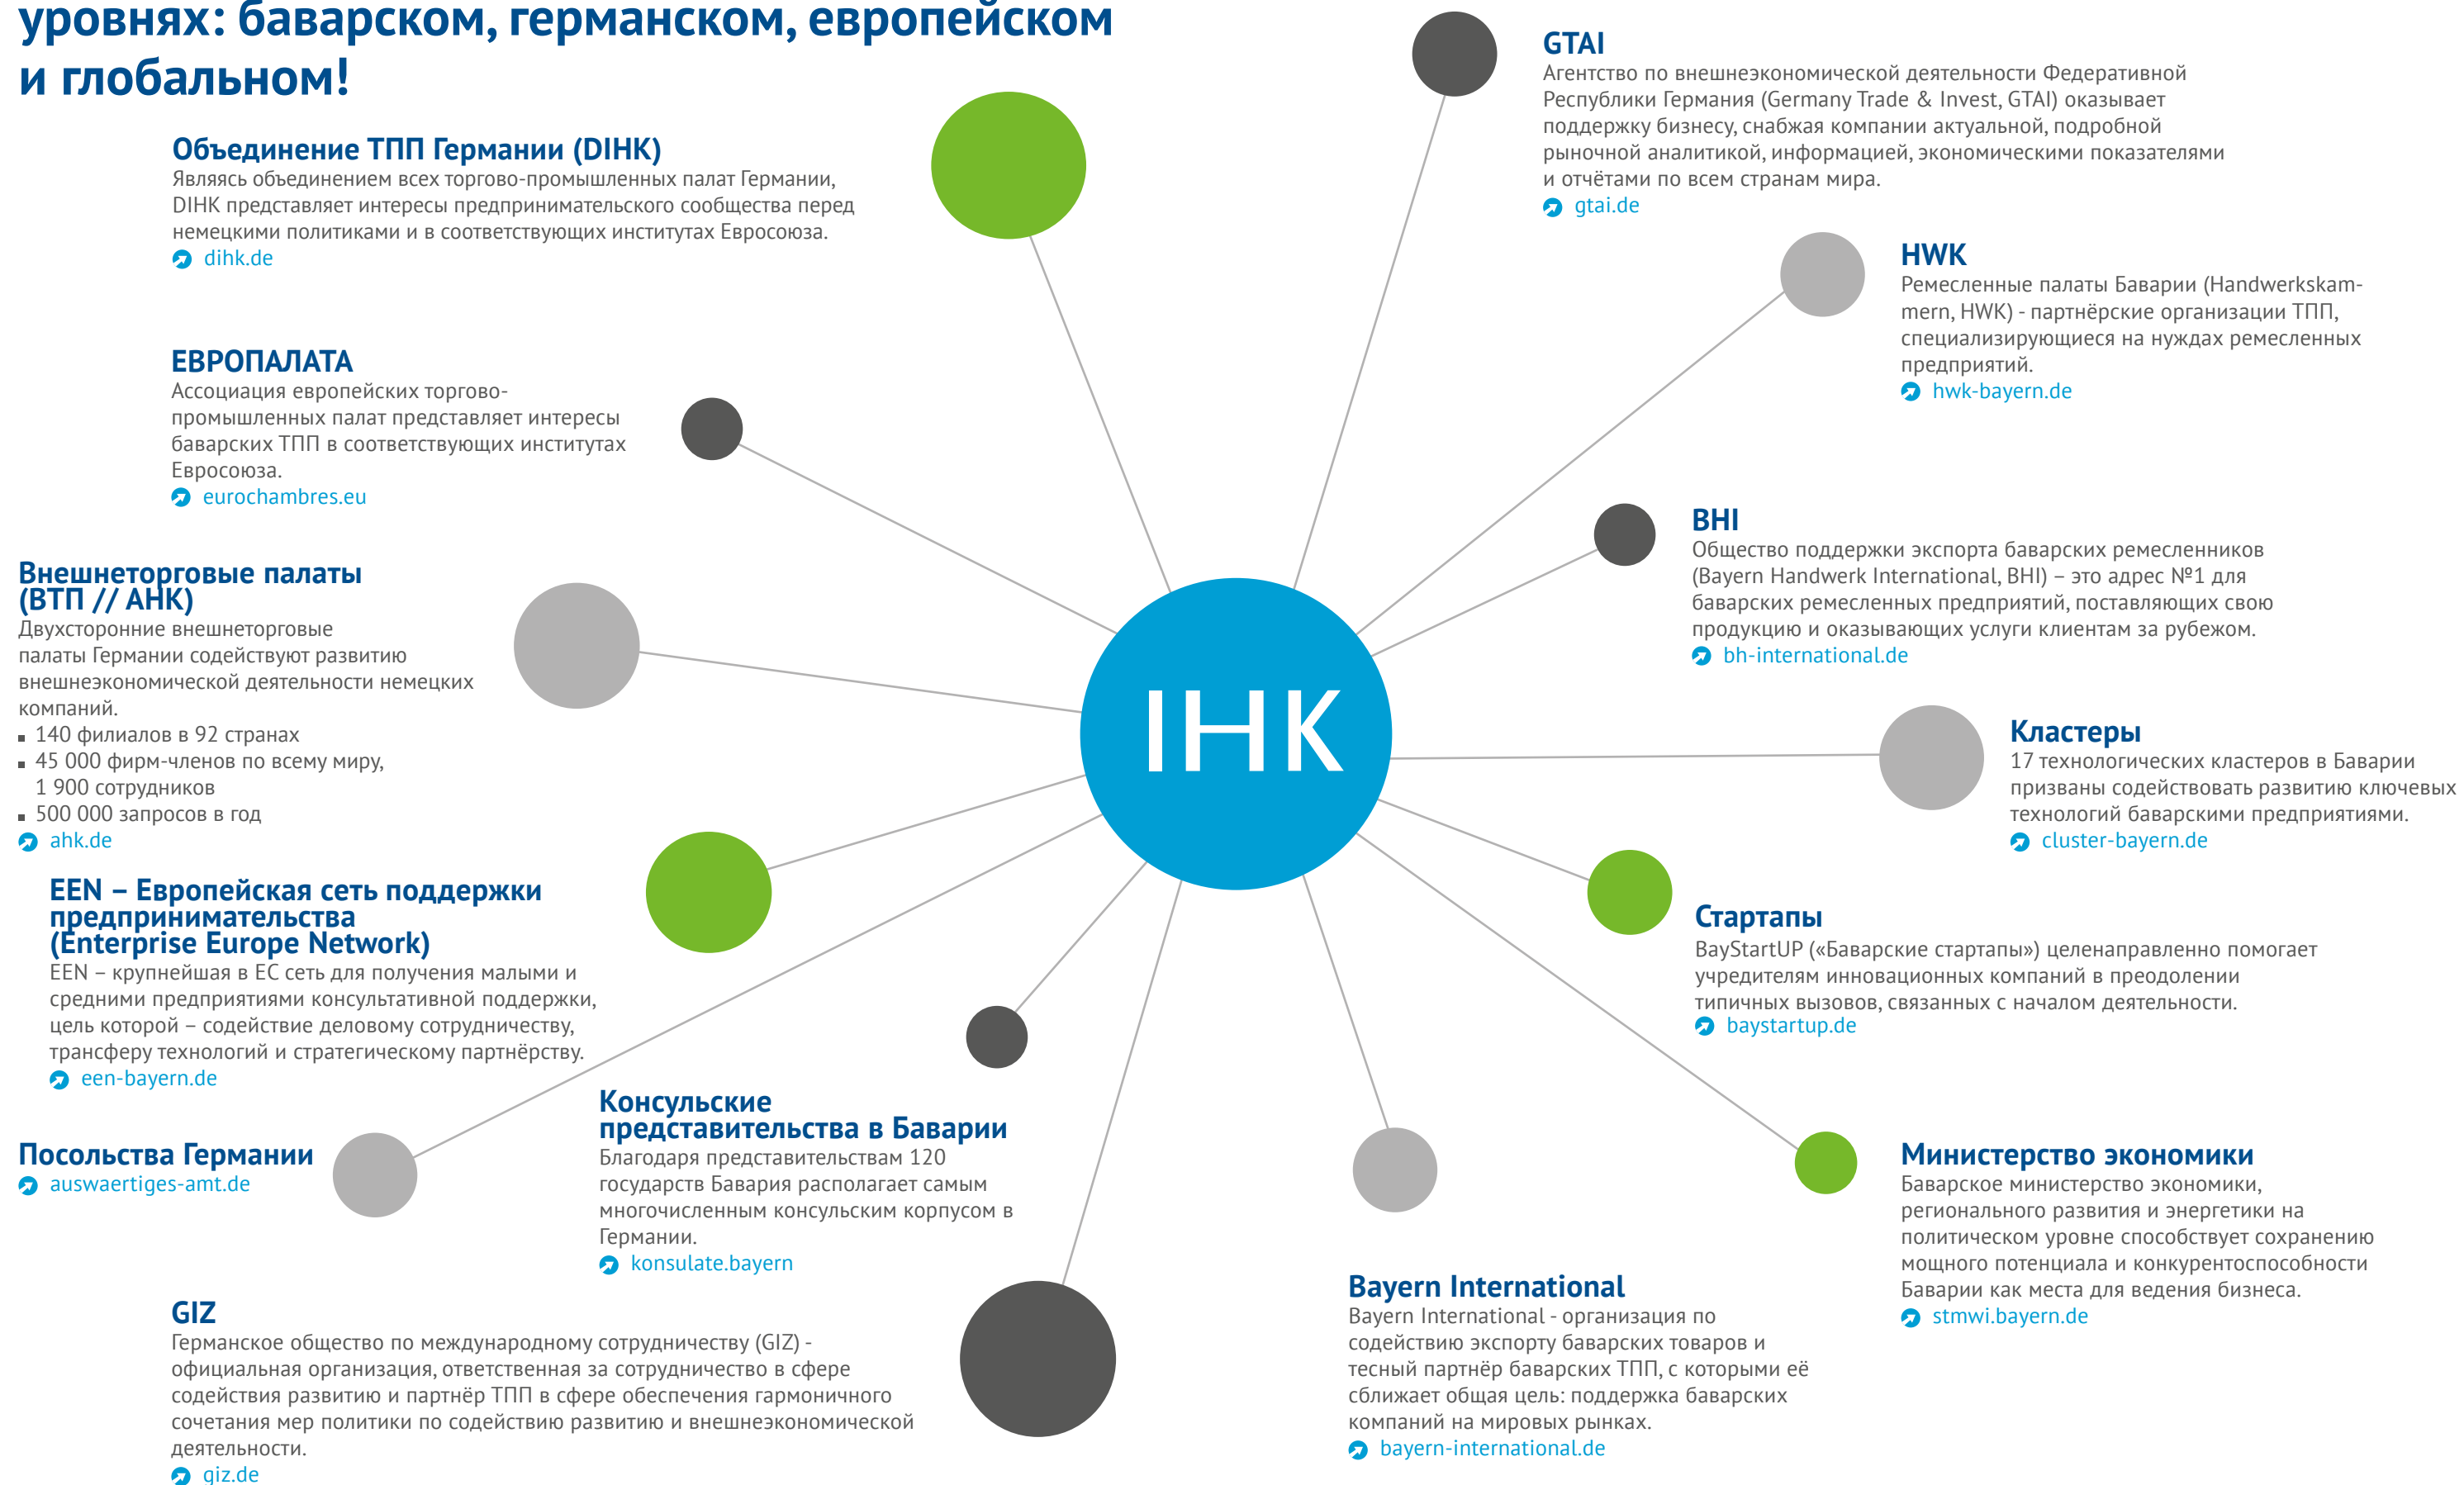 уровнях: баварском, германском, европейском
и глобальном!
Объединение ТПП Германии (DIHK)
Являясь объединением всех торгово-промышленных палат Германии,
DIHK представляет интересы предпринимательского сообщества перед
немецкими политиками и в соответствующих институтах Евросоюза.
dihk.de
ЕВРОПАЛАТА
Ассоциация европейских торгово-
промышленных палат представляет интересы
баварских ТПП в соответствующих институтах
Евросоюза.
eurochambres.eu
Внешнеторговые палаты
(ВТП // AHK)
Двухсторонние внешнеторговые
палаты Германии содействуют развитию
внешнеэкономической деятельности немецких
компаний.
▪ 140 филиалов в 92 странах
▪ 45 000 фирм-членов по всему миру,
1 900 сотрудников
▪ 500 000 запросов в год
ahk.de
EEN – Европейская сеть поддержки
предпринимательства
(Enterprise Europe Network)
EEN – крупнейшая в ЕС сеть для получения малыми и
средними предприятиями консультативной поддержки,
цель которой – содействие деловому сотрудничеству,
трансферу технологий и стратегическому партнёрству.
een-bayern.de
Посольства Германии
auswaertiges-amt.de
Консульские
представительства в Баварии
Благодаря представительствам 120
государств Бавария располагает самым
многочисленным консульским корпусом в
Германии.
konsulate.bayern
GIZ
Германское общество по международному сотрудничеству (GIZ) -
официальная организация, ответственная за сотрудничество в сфере
содействия развитию и партнёр ТПП в сфере обеспечения гармоничного
сочетания мер политики по содействию развитию и внешнеэкономической
деятельности.
giz.de
IHK
GTAI
Агентство по внешнеэкономической деятельности Федеративной
Республики Германия (Germany Trade & Invest, GTAI) оказывает
поддержку бизнесу, снабжая компании актуальной, подробной
рыночной аналитикой, информацией, экономическими показателями
и отчётами по всем странам мира.
gtai.de
HWK
Ремесленные палаты Баварии (Handwerkskam-
mern, HWK) - партнёрские организации ТПП,
специализирующиеся на нуждах ремесленных
предприятий.
hwk-bayern.de
BHI
Общество поддержки экспорта баварских ремесленников
(Bayern Handwerk International, BHI) – это адрес №1 для
баварских ремесленных предприятий, поставляющих свою
продукцию и оказывающих услуги клиентам за рубежом.
bh-international.de
Кластеры
17 технологических кластеров в Баварии
призваны содействовать развитию ключевых
технологий баварскими предприятиями.
cluster-bayern.de
Стартапы
BayStartUP («Баварские стартапы») целенаправленно помогает
учредителям инновационных компаний в преодолении
типичных вызовов, связанных с началом деятельности.
baystartup.de
Министерство экономики
Баварское министерство экономики,
регионального развития и энергетики на
политическом уровне способствует сохранению
мощного потенциала и конкурентоспособности
Баварии как места для ведения бизнеса.
stmwi.bayern.de
Bayern International
Bayern International - организация по
содействию экспорту баварских товаров и
тесный партнёр баварских ТПП, с которыми её
сближает общая цель: поддержка баварских
компаний на мировых рынках.
bayern-international.de